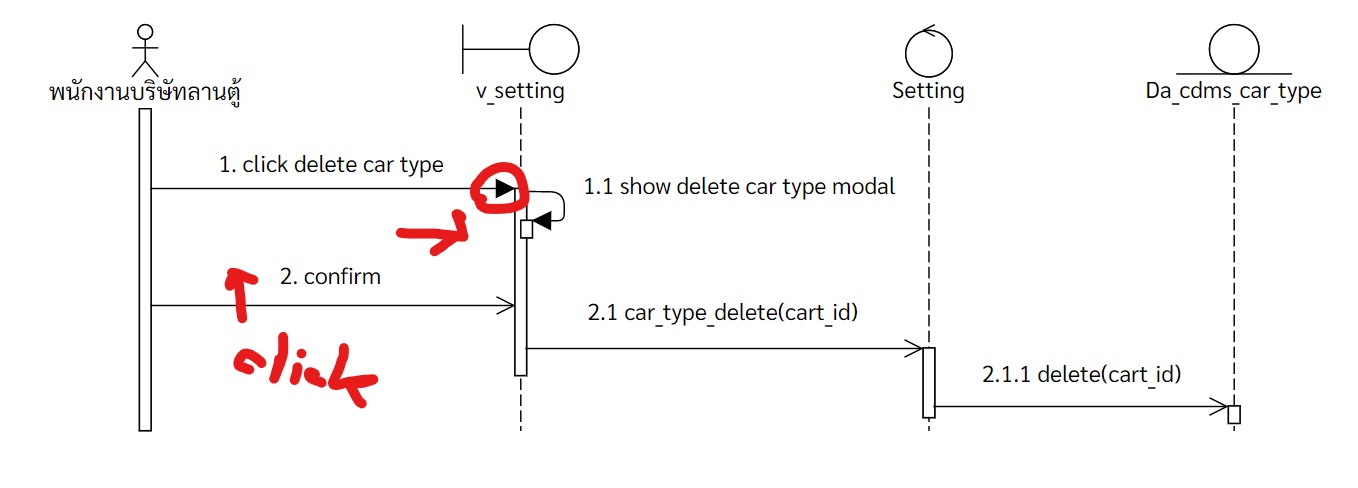 พนักงานบริษัทลานตู้
v_setting
Setting
Da_cdms_car_type
1. click delete car type
1.1 show delete car type modal
2. confirm
click
2.1 car_type_delete(cart_id)
2.1.1 delete(cart_id)